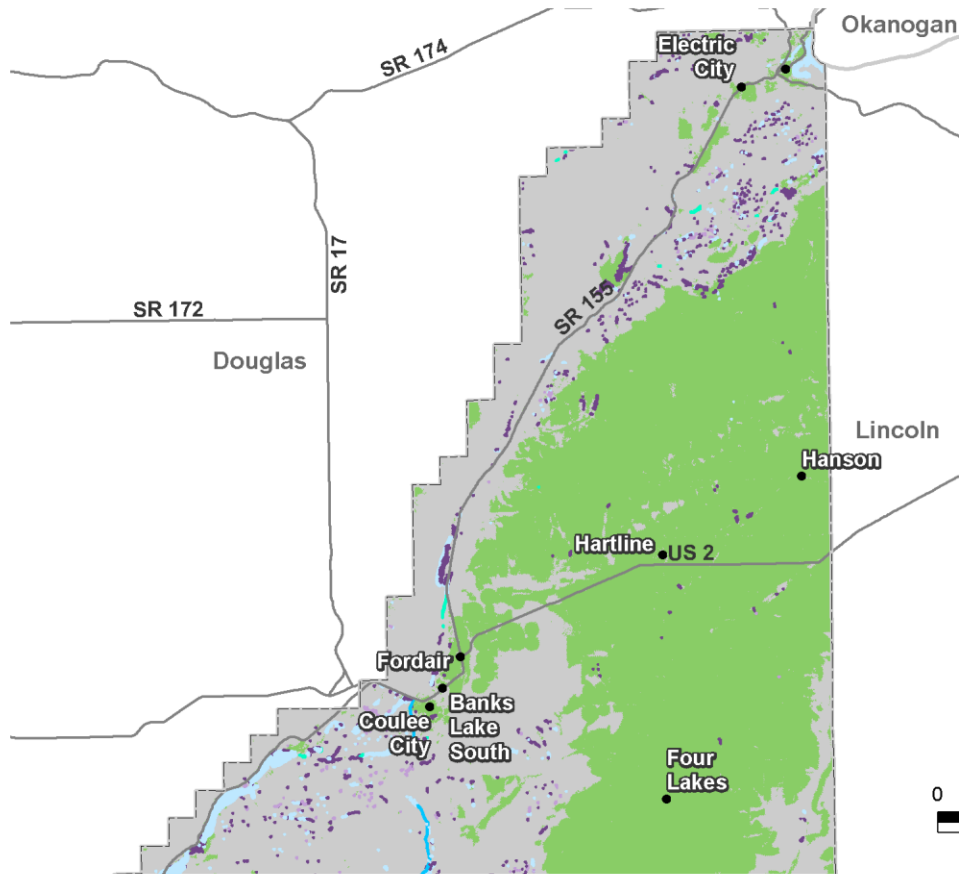 Okanogan
Electric
City
SR 174
SR 17
SR 172
SR 155
Douglas
Lincoln
Hanson
Hartline
US 2
Fordair
Banks
Lake
South
Coulee
City
Four
Lakes
0